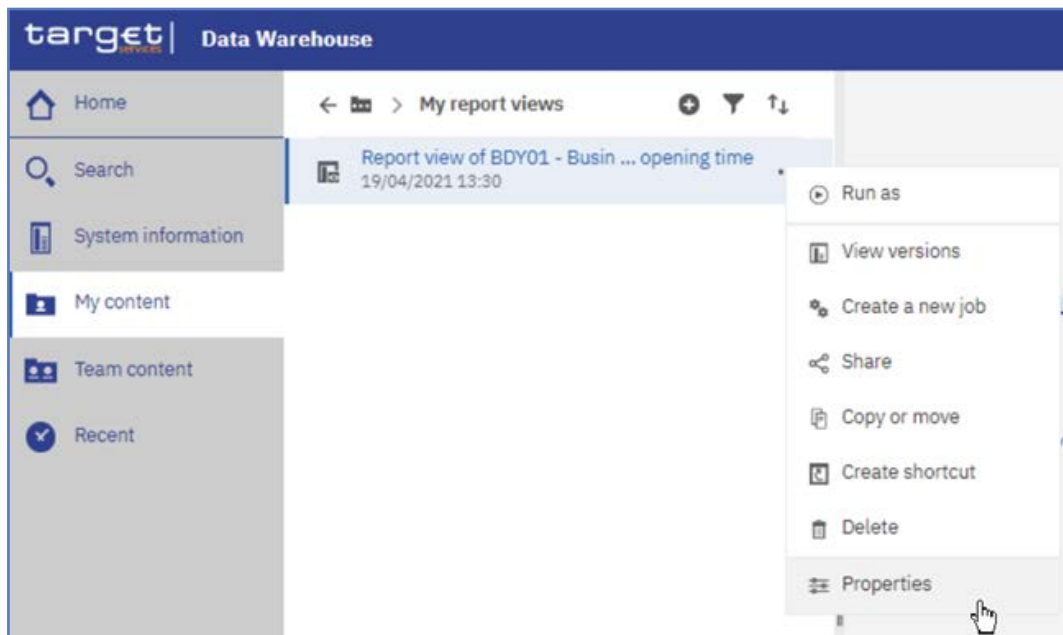 target| Data Warehouse
services
Home
Search
System information
My content
Team content
Recent
> My report views
Report view of BDY01 - Busin ... opening time
19/04/2021 13:30
Run as
View versions
Create a new job
Share
Copy or move
Create shortcut
Delete
Properties